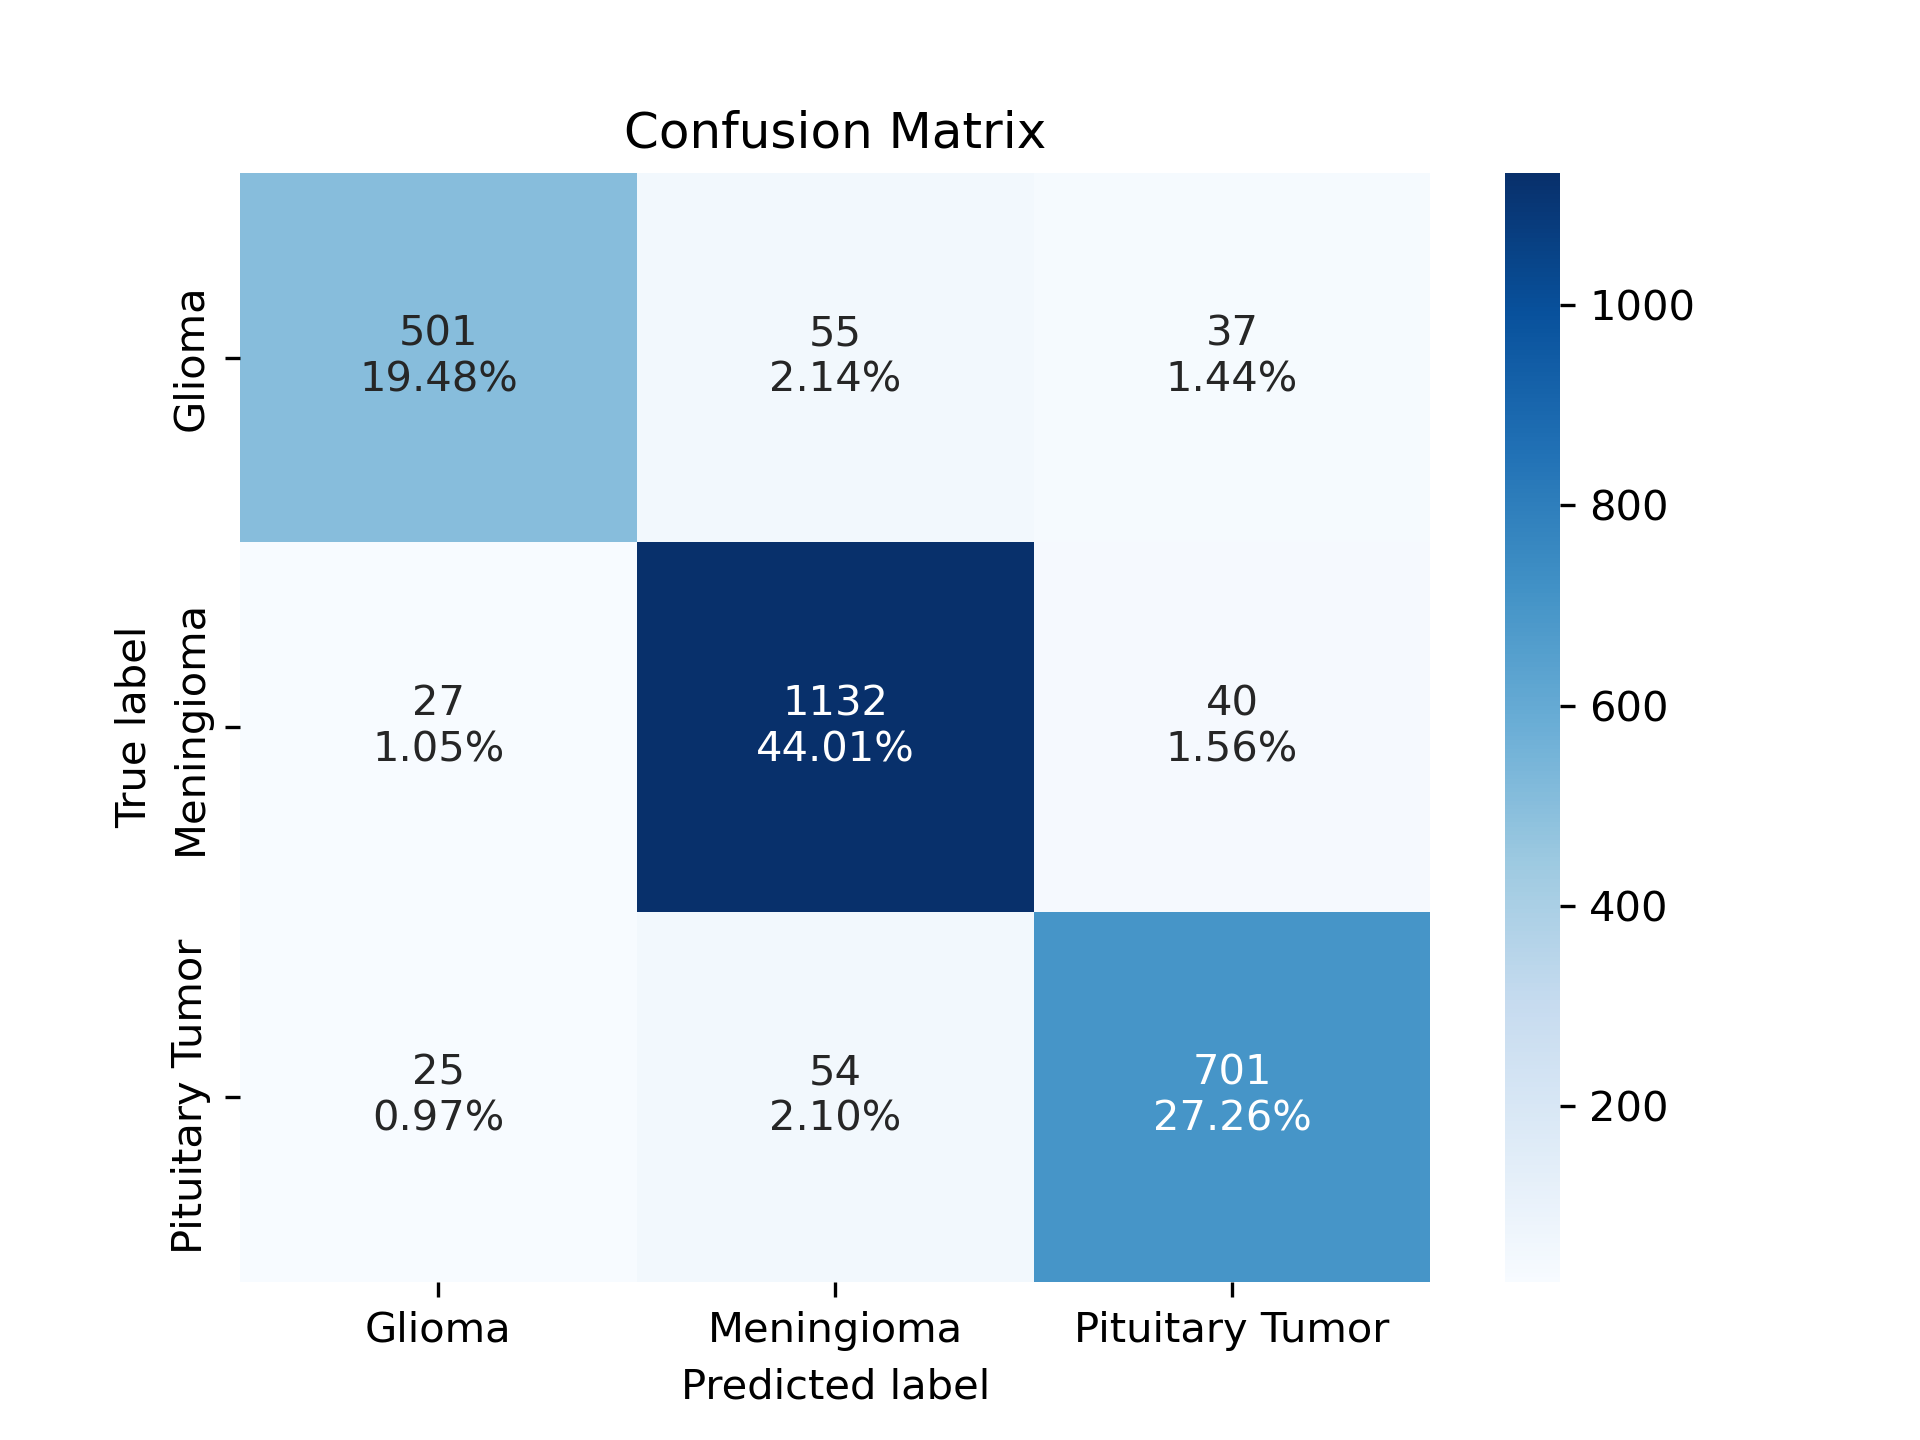 Confusion Matrix
True label
Glioma
501
19.48%
55
2.14%
37
1.44%
Meningioma
27
1.05%
1132
44.01%
40
1.56%
Pituitary Tumor
25
0.97%
54
2.10%
701
27.26%
Glioma
Meningioma
Pituitary Tumor
Predicted label
1000
800
600
400
200